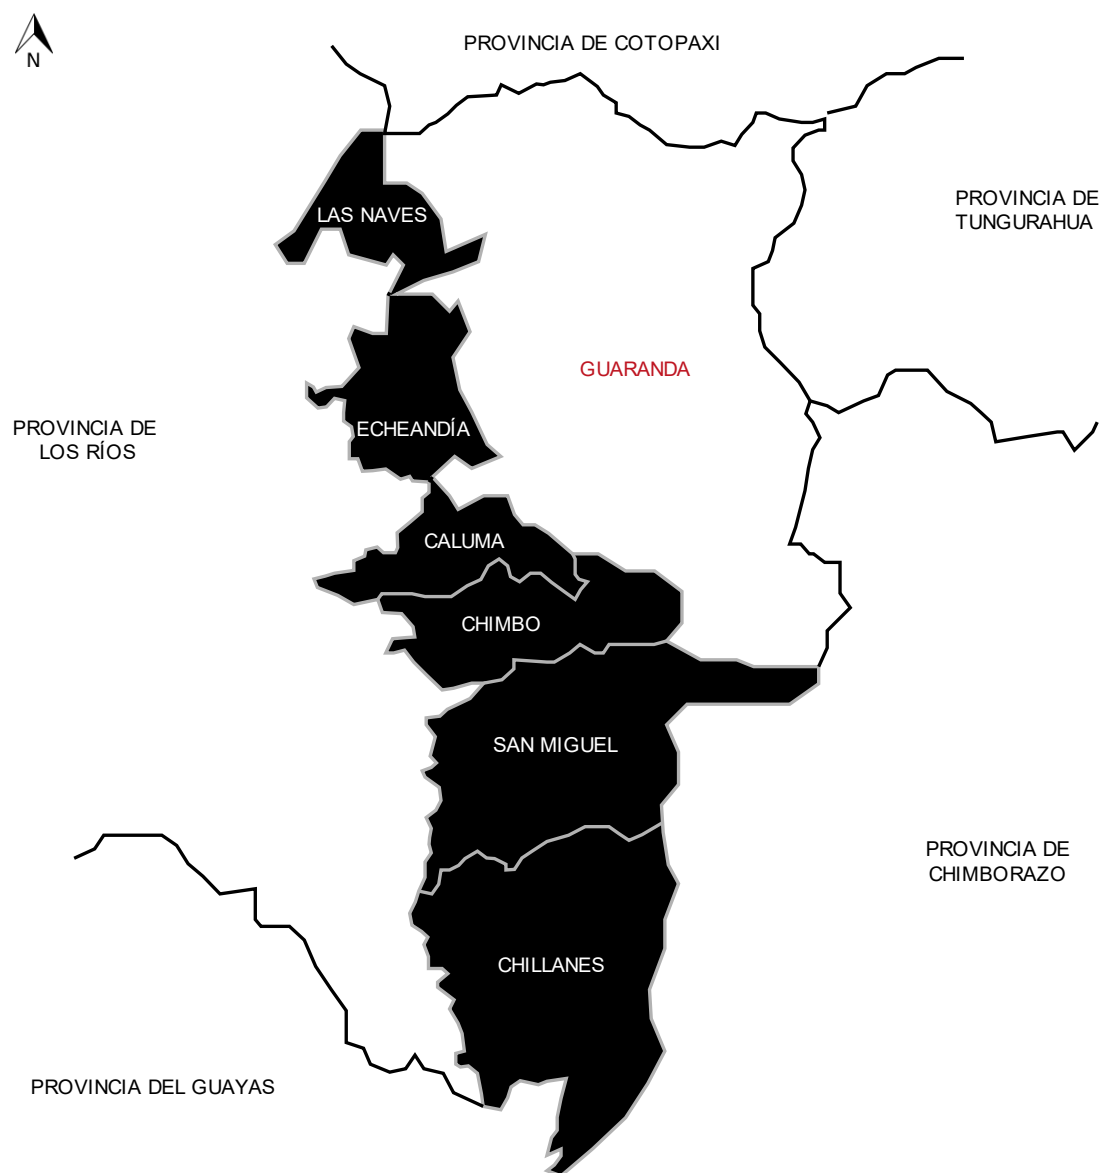 PROVINCIA DE COTOPAXI
N
PROVINCIA DE
TUNGURAHUA
LAS NAVES
GUARANDA
PROVINCIA DE
LOS RÍOS
ECHEANDÍA
CALUMA
CHIMBO
SAN MIGUEL
PROVINCIA DE
CHIMBORAZO
CHILLANES
PROVINCIA DEL GUAYAS